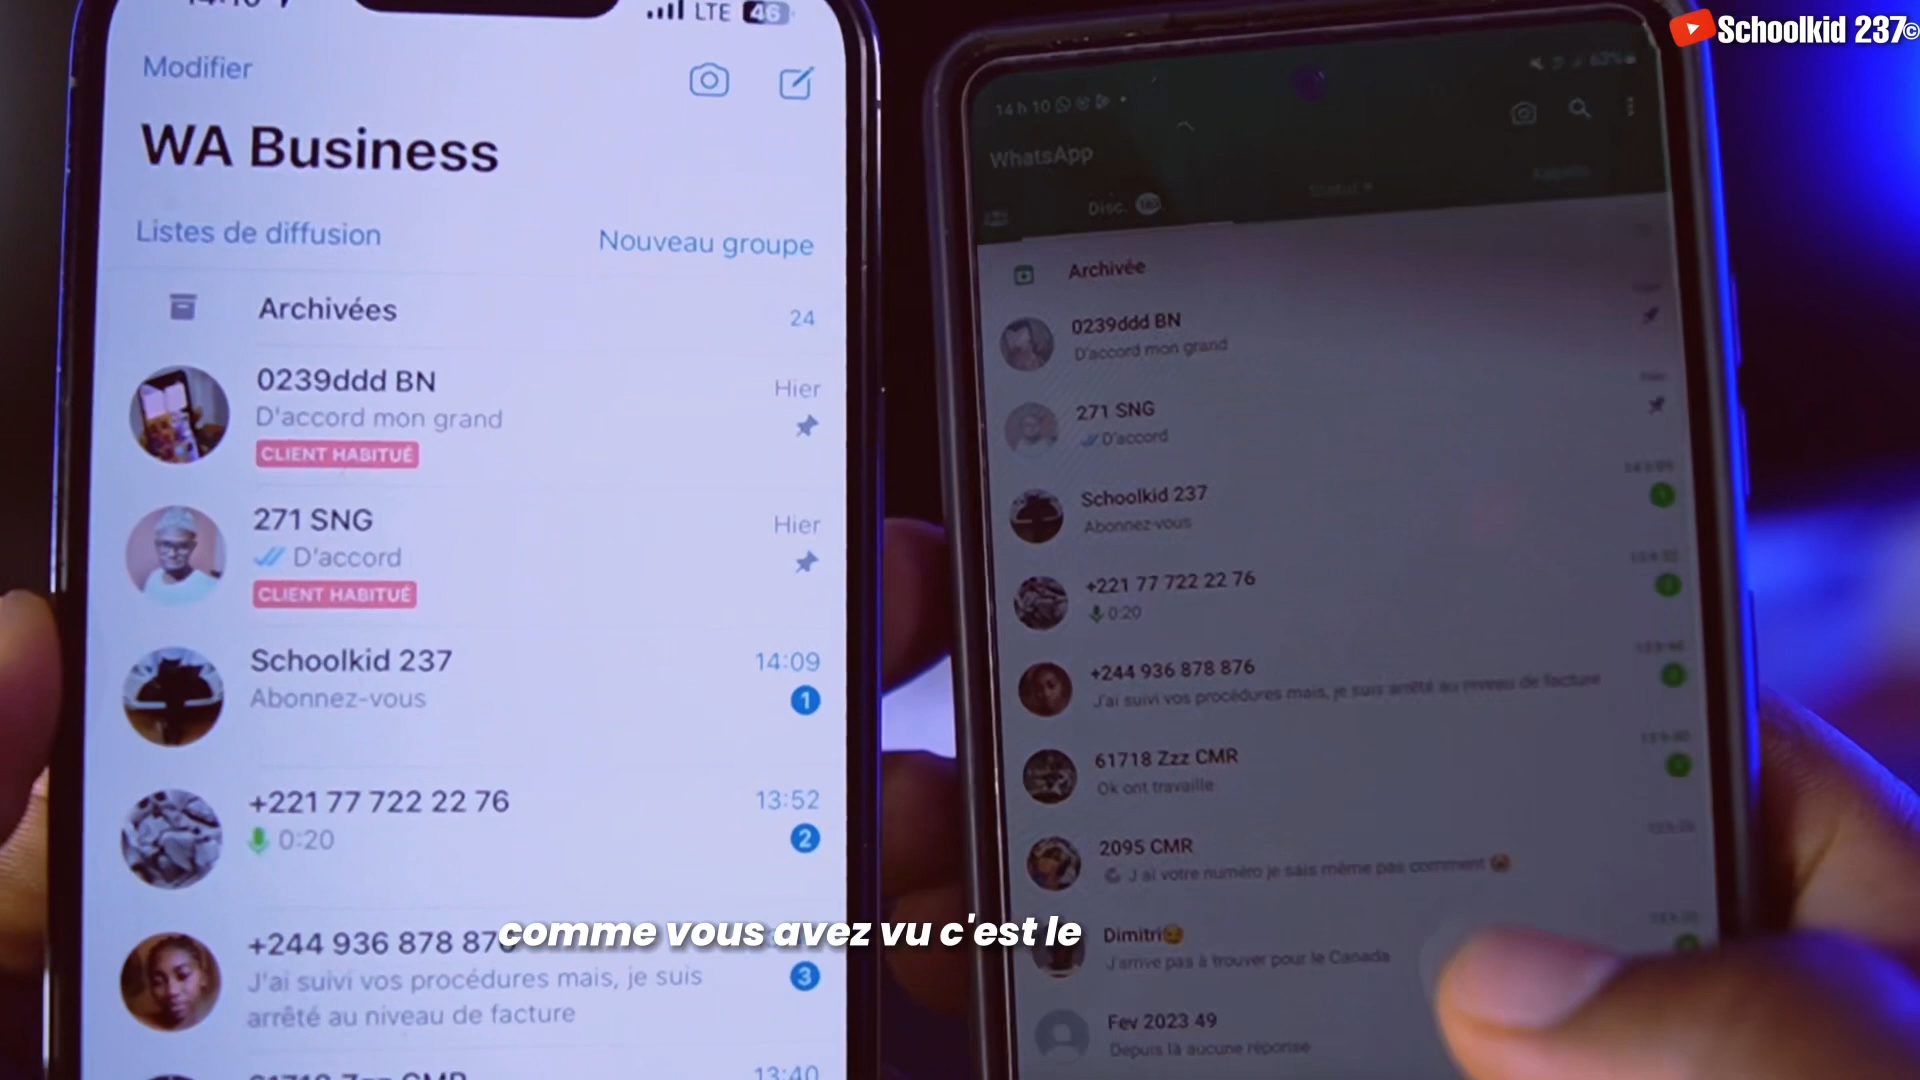 Schoolkid 237©
LTE 46
Modifier
WA Business
Listes de diffusion
Nouveau groupe
Archivées
24
0239ddd BN
Hier
D'accord mon grand
CLIENT HABITUÉ
271 SNG
Hier
D'accord
CLIENT HABITUÉ
Schoolkid 237
14:09
Abonnez-vous
1
+221 77 722 22 76
13:52
0:20
2
+244 936 878 87
J'ai suivi vos procédures mais, je suis
arrêté au niveau de facture
3
13:40
14 h 10
63%
WhatsApp
Disc.
Archivée
0239ddd BN
D'accord mon grand
271 SNG
D'accord
Schoolkid 237
Abonnez-vous
+221 77 722 22 76
0:20
+244 936 878 876
J'ai suivi vos procédures mais, je suis arrêté au niveau de facture
61718 Zzz CMR
Ok ont travaille
2095 CMR
J ai votre numéro je sais même pas comment
Dimitri
J'arrive pas à trouver pour le Canada
Fev 2023 49
Depuis là aucune réponse
comme vous avez vu c'est le